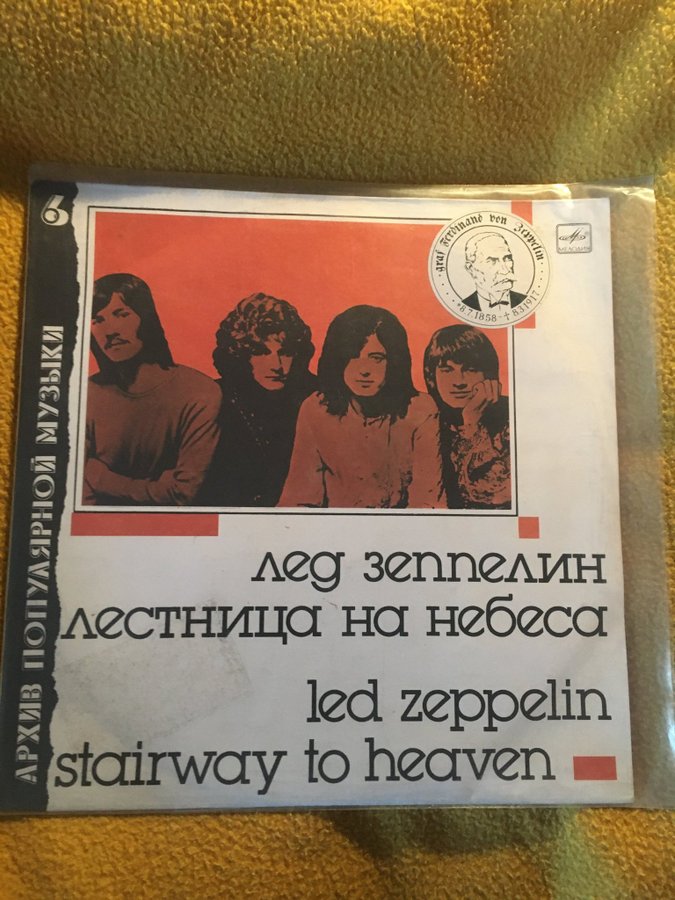 6
АРХИВ ПОПУЛЯРНОЙ МУЗЫКИ
graf Ferdinand von Zeppelin
*8.7.1858–†8.3.1917
МЕЛОДИЯ
лед зеппелин
лестница на небеса
led zeppelin
stairway to heaven